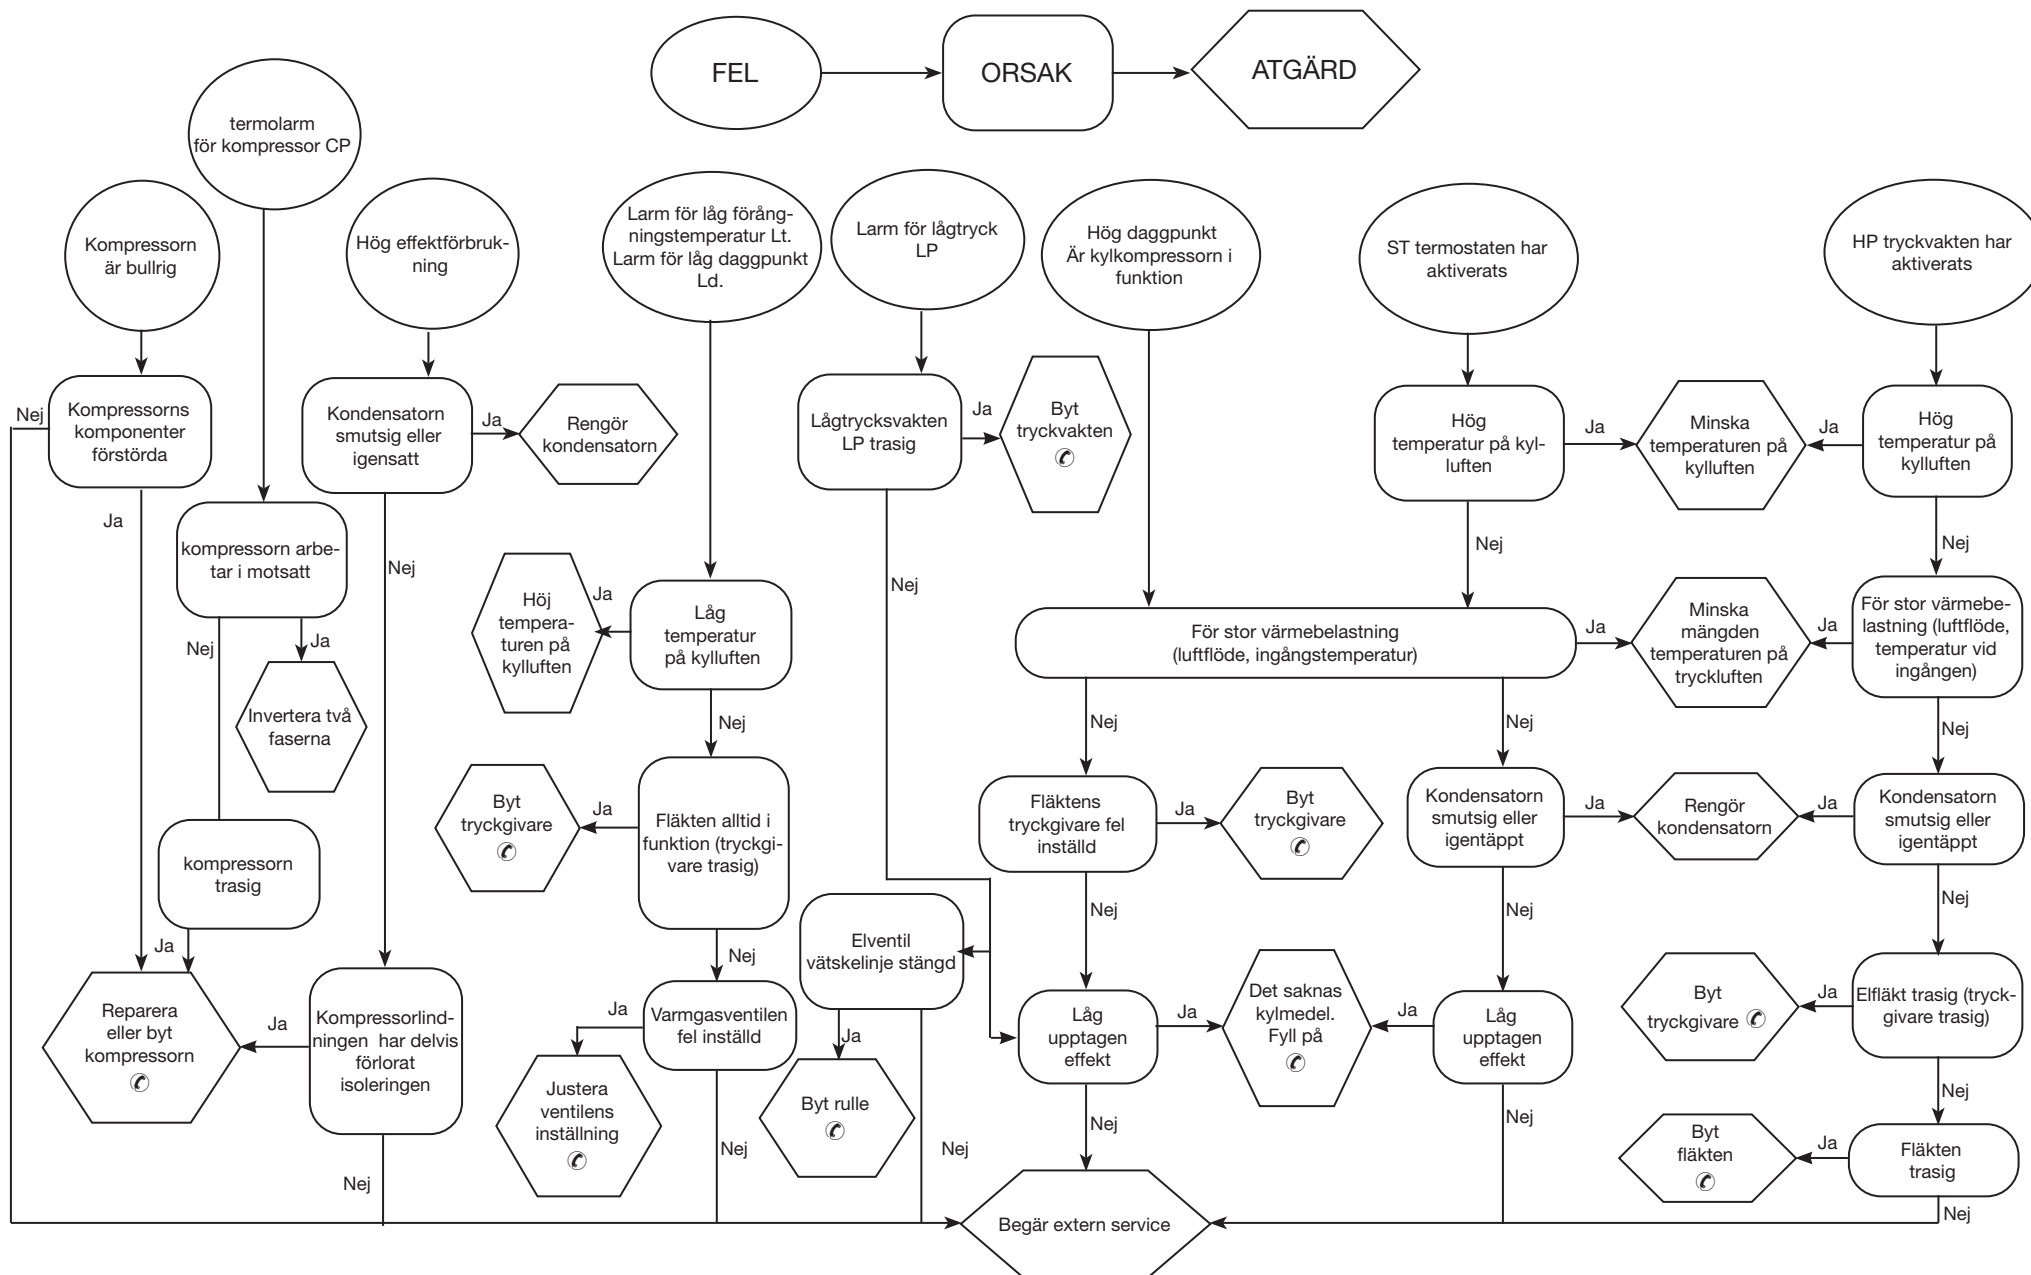 FEL
ORSAK
ATGÄRD
termolarm
för kompressor CP
Kompressorn
är bullrig
Hög effektförbruk-
ning
Larm för låg förång-
ningstemperatur Lt.
Larm för låg daggpunkt
Ld.
Larm för lågtryck
LP
Hög daggpunkt
Är kylkompressorn i
funktion
ST termostaten har
aktiverats
HP tryckvakten har
aktiverats
Nej
Kompressorns
komponenter
förstörda
Kondensatorn
smutsig eller
igensatt
Ja
Rengör
kondensatorn
Lågtrycksvakten
LP trasig
Ja
Byt
tryckvakten
✆
Hög
temperatur på kyl-
luften
Ja
Minska
temperaturen på
kylluften
Ja
Hög
temperatur på
kylluften
Ja
kompressorn arbe-
tar i motsatt
Nej
Höj
tempera-
turen på
kylluften
Ja
Låg
temperatur
på kylluften
Nej
Nej
Nej
För stor värmebelastning
(luftflöde, ingångstemperatur)
Ja
Minska
mängden
temperaturen på
tryckluften
Ja
För stor värmebe-
lastning (luftflöde,
temperatur vid
ingången)
Nej
Ja
Invertera två
faserna
Nej
Nej
Nej
Nej
Byt
tryckgivare
✆
Ja
Fläkten alltid i
funktion (tryckgi-
vare trasig)
Fläktens
tryckgivare fel
inställd
Ja
Byt
tryckgivare
✆
Kondensatorn
smutsig eller
igentäppt
Ja
Rengör
kondensatorn
Ja
Kondensatorn
smutsig eller
igentäppt
kompressorn
trasig
Nej
Nej
Nej
Ja
Nej
Elventil
vätskelinje stängd
Reparera
eller byt
kompressorn
✆
Ja
Kompressorlind-
ningen har delvis
förlorat
isoleringen
Ja
Varmgasventilen
fel inställd
Låg
upptagen
effekt
Ja
Det saknas
kylmedel.
Fyll på
✆
Ja
Låg
upptagen
effekt
Byt
tryckgivare ✆
Ja
Elfläkt trasig (tryck-
givare trasig)
Ja
Justera
ventilens
inställning
✆
Byt rulle
✆
Nej
Nej
Nej
Nej
Nej
Nej
Nej
Byt
fläkten
✆
Ja
Fläkten
trasig
Nej
Begär extern service